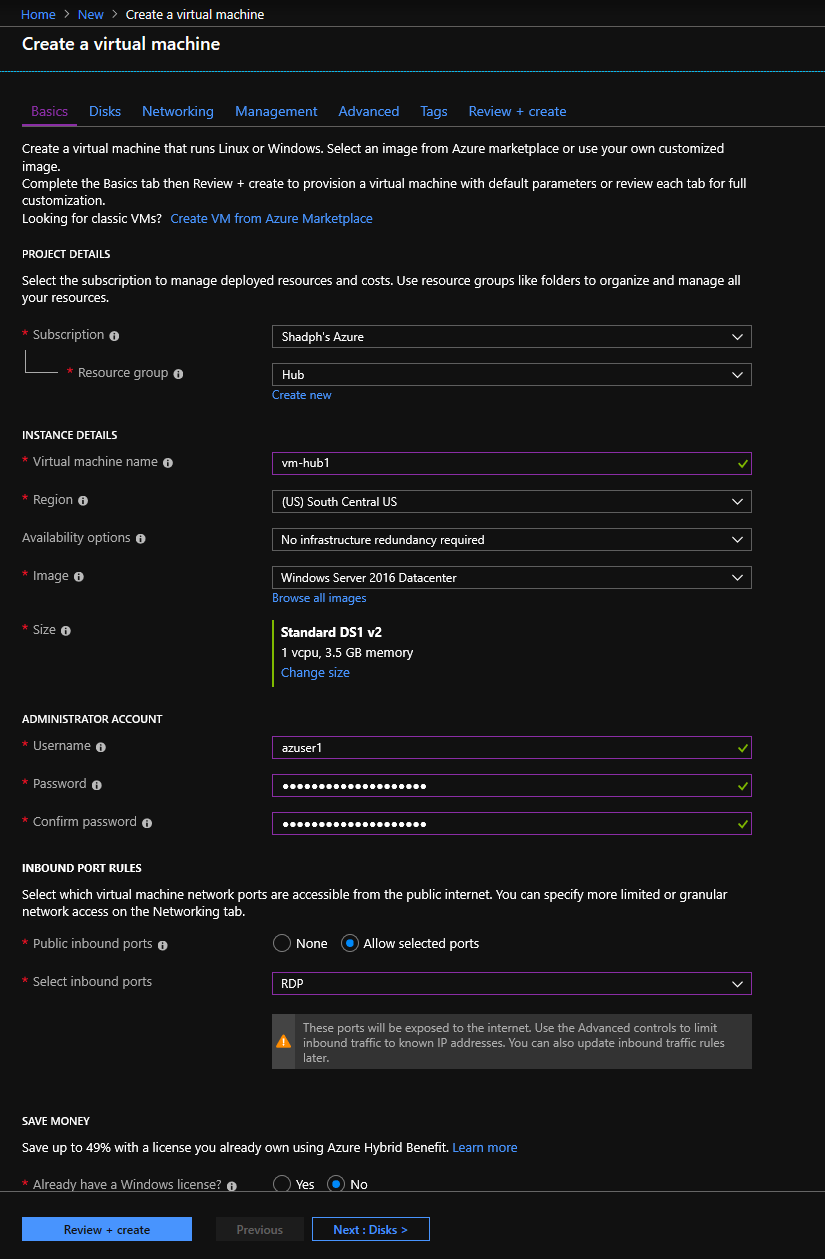 Home > New > Create a virtual machine
Create a virtual machine
Basics Disks Networking Management Advanced Tags Review + create
Create a virtual machine that runs Linux or Windows. Select an image from Azure marketplace or use your own customized
image.
Complete the Basics tab then Review + create to provision a virtual machine with default parameters or review each tab for full
customization.
Looking for classic VMs? Create VM from Azure Marketplace
PROJECT DETAILS
Select the subscription to manage deployed resources and costs. Use resource groups like folders to organize and manage all
your resources.
* Subscription Shadph's Azure
* Resource group Hub
Create new
INSTANCE DETAILS
* Virtual machine name vm-hub1
* Region (US) South Central US
Availability options No infrastructure redundancy required
* Image Windows Server 2016 Datacenter
Browse all images
* Size Standard DS1 v2
1 vcpu, 3.5 GB memory
Change size
ADMINISTRATOR ACCOUNT
* Username azuser1
* Password ••••••••••••••••••••
* Confirm password ••••••••••••••••••••
INBOUND PORT RULES
Select which virtual machine network ports are accessible from the public internet. You can specify more limited or granular
network access on the Networking tab.
* Public inbound ports None Allow selected ports
* Select inbound ports RDP
These ports will be exposed to the internet. Use the Advanced controls to limit
inbound traffic to known IP addresses. You can also update inbound traffic rules
later.
SAVE MONEY
Save up to 49% with a license you already own using Azure Hybrid Benefit. Learn more
* Already have a Windows license? Yes No
Review + create Previous Next : Disks >